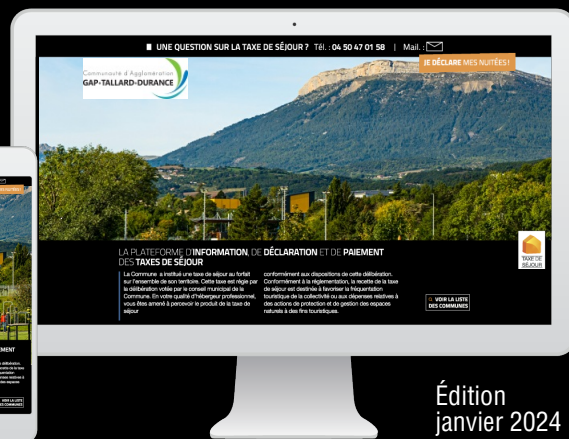 UNE QUESTION SUR LA TAXE DE SÉJOUR ? Tél. : 04 50 47 01 58 | Mail. :
JE DÉCLARE MES NUITÉES !
Communauté d'Agglomération
GAP-TALLARD-DURANCE
TAXE DE
SÉJOUR
LA PLATEFORME D'INFORMATION, DE DÉCLARATION ET DE PAIEMENT
DES TAXES DE SÉJOUR
La Commune a institué une taxe de séjour au forfait
sur l'ensemble de son territoire. Cette taxe est régie par
la délibération votée par le conseil municipal de la
Commune. En votre qualité d'hébergeur professionnel,
vous êtes amené à percevoir le produit de la taxe de
séjour
conformément aux dispositions de cette délibération.
Conformément à la réglementation, la recette de la taxe
de séjour est destinée à favoriser la fréquentation
touristique de la collectivité ou aux dépenses relatives à
des actions de protection et de gestion des espaces
naturels à des fins touristiques.
VOIR LA LISTE
DES COMMUNES
EMENT
VOIR LA LISTE
DES COMMUNES
Édition
janvier 2024